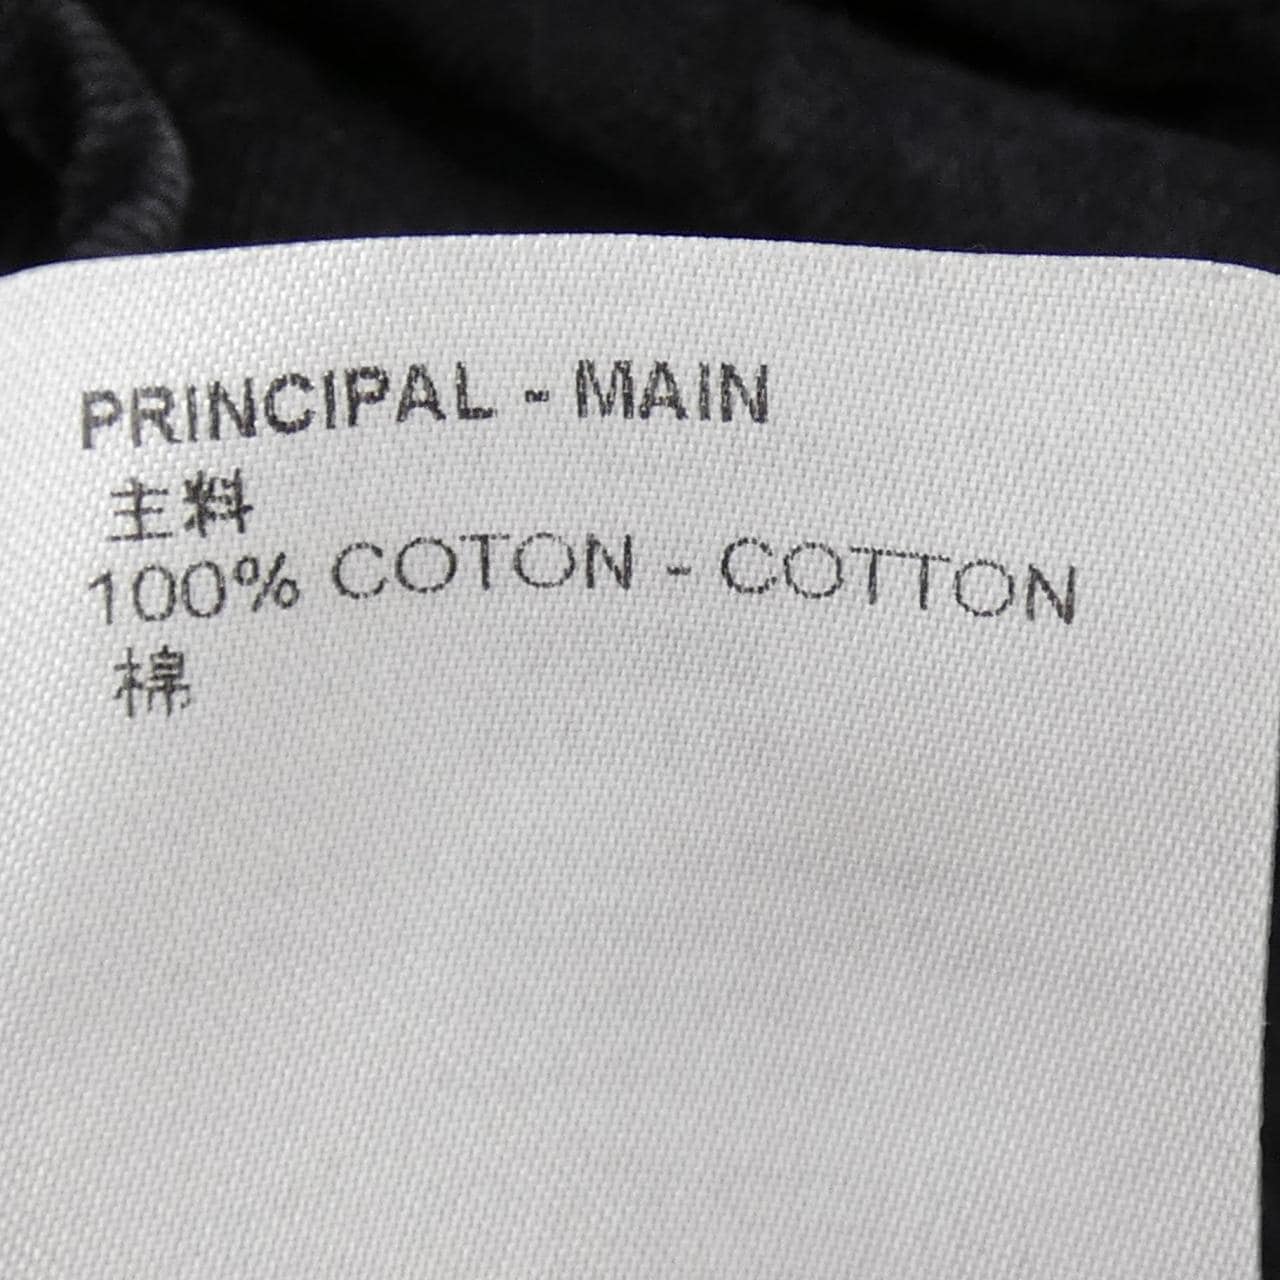 PRINCIPAL - MAIN
主料
100% COTON - COTTON
棉